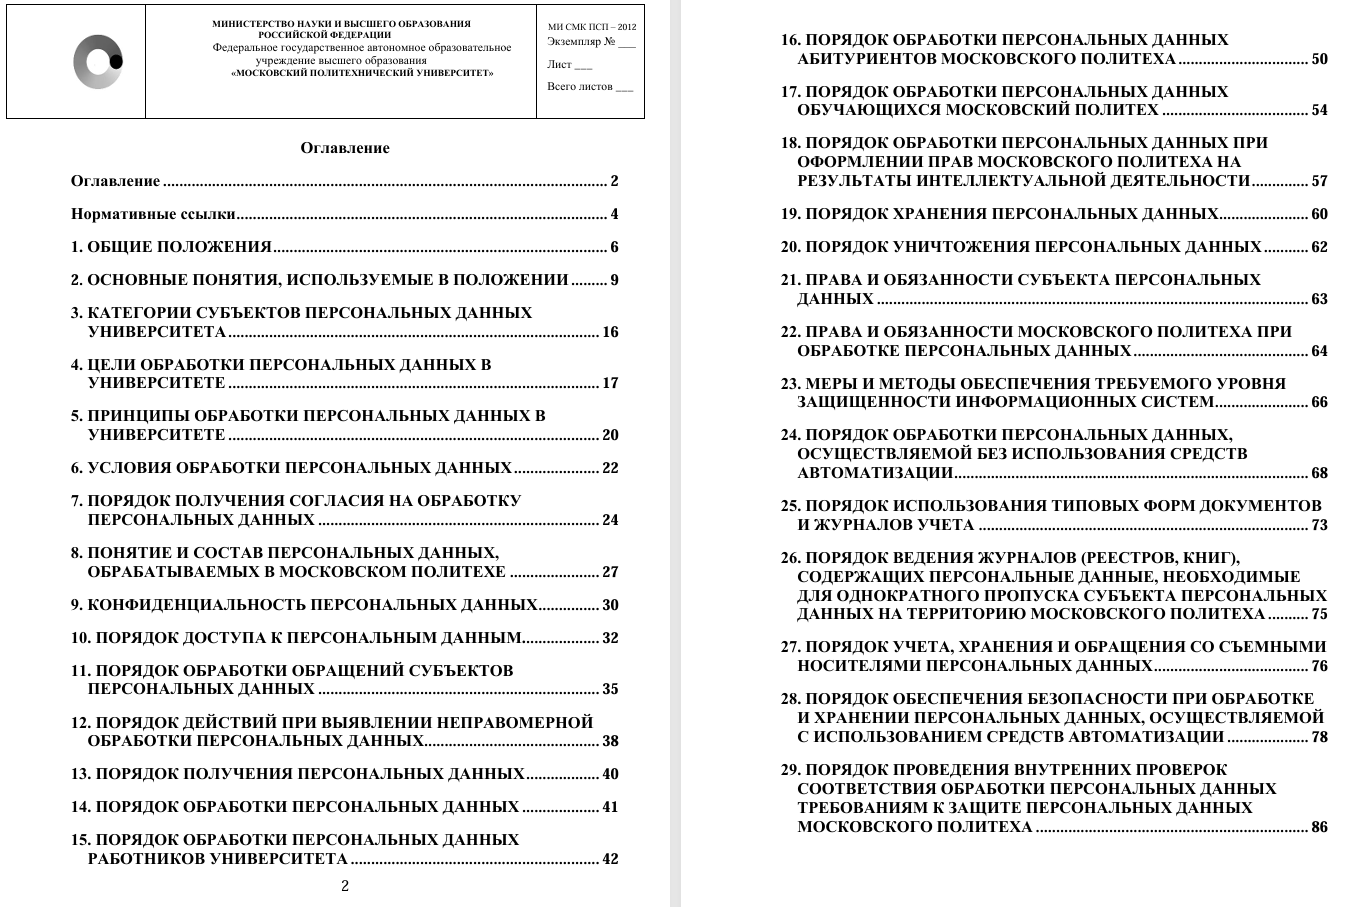 МИНИСТЕРСТВО НАУКИ И ВЫСШЕГО ОБРАЗОВАНИЯ
РОССИЙСКОЙ ФЕДЕРАЦИИ
Федеральное государственное автономное образовательное
учреждение высшего образования
«МОСКОВСКИЙ ПОЛИТЕХНИЧЕСКИЙ УНИВЕРСИТЕТ»
МИ СМК ПСП – 2012
Экземпляр № ___
Лист ___
Всего листов ___
Оглавление
Оглавление ........ 2
Нормативные ссылки ........ 4
1. ОБЩИЕ ПОЛОЖЕНИЯ ........ 6
2. ОСНОВНЫЕ ПОНЯТИЯ, ИСПОЛЬЗУЕМЫЕ В ПОЛОЖЕНИИ ........ 9
3. КАТЕГОРИИ СУБЪЕКТОВ ПЕРСОНАЛЬНЫХ ДАННЫХ
УНИВЕРСИТЕТА ........ 16
4. ЦЕЛИ ОБРАБОТКИ ПЕРСОНАЛЬНЫХ ДАННЫХ В
УНИВЕРСИТЕТЕ ........ 17
5. ПРИНЦИПЫ ОБРАБОТКИ ПЕРСОНАЛЬНЫХ ДАННЫХ В
УНИВЕРСИТЕТЕ ........ 20
6. УСЛОВИЯ ОБРАБОТКИ ПЕРСОНАЛЬНЫХ ДАННЫХ ........ 22
7. ПОРЯДОК ПОЛУЧЕНИЯ СОГЛАСИЯ НА ОБРАБОТКУ
ПЕРСОНАЛЬНЫХ ДАННЫХ ........ 24
8. ПОНЯТИЕ И СОСТАВ ПЕРСОНАЛЬНЫХ ДАННЫХ,
ОБРАБАТЫВАЕМЫХ В МОСКОВСКОМ ПОЛИТЕХЕ ........ 27
9. КОНФИДЕНЦИАЛЬНОСТЬ ПЕРСОНАЛЬНЫХ ДАННЫХ ........ 30
10. ПОРЯДОК ДОСТУПА К ПЕРСОНАЛЬНЫМ ДАННЫМ ........ 32
11. ПОРЯДОК ОБРАБОТКИ ОБРАЩЕНИЙ СУБЪЕКТОВ
ПЕРСОНАЛЬНЫХ ДАННЫХ ........ 35
12. ПОРЯДОК ДЕЙСТВИЙ ПРИ ВЫЯВЛЕНИИ НЕПРАВОМЕРНОЙ
ОБРАБОТКИ ПЕРСОНАЛЬНЫХ ДАННЫХ ........ 38
13. ПОРЯДОК ПОЛУЧЕНИЯ ПЕРСОНАЛЬНЫХ ДАННЫХ ........ 40
14. ПОРЯДОК ОБРАБОТКИ ПЕРСОНАЛЬНЫХ ДАННЫХ ........ 41
15. ПОРЯДОК ОБРАБОТКИ ПЕРСОНАЛЬНЫХ ДАННЫХ
РАБОТНИКОВ УНИВЕРСИТЕТА ........ 42
2
16. ПОРЯДОК ОБРАБОТКИ ПЕРСОНАЛЬНЫХ ДАННЫХ
АБИТУРИЕНТОВ МОСКОВСКОГО ПОЛИТЕХА ........ 50
17. ПОРЯДОК ОБРАБОТКИ ПЕРСОНАЛЬНЫХ ДАННЫХ
ОБУЧАЮЩИХСЯ МОСКОВСКИЙ ПОЛИТЕХ ........ 54
18. ПОРЯДОК ОБРАБОТКИ ПЕРСОНАЛЬНЫХ ДАННЫХ ПРИ
ОФОРМЛЕНИИ ПРАВ МОСКОВСКОГО ПОЛИТЕХА НА
РЕЗУЛЬТАТЫ ИНТЕЛЛЕКТУАЛЬНОЙ ДЕЯТЕЛЬНОСТИ ........ 57
19. ПОРЯДОК ХРАНЕНИЯ ПЕРСОНАЛЬНЫХ ДАННЫХ ........ 60
20. ПОРЯДОК УНИЧТОЖЕНИЯ ПЕРСОНАЛЬНЫХ ДАННЫХ ........ 62
21. ПРАВА И ОБЯЗАННОСТИ СУБЪЕКТА ПЕРСОНАЛЬНЫХ
ДАННЫХ ........ 63
22. ПРАВА И ОБЯЗАННОСТИ МОСКОВСКОГО ПОЛИТЕХА ПРИ
ОБРАБОТКЕ ПЕРСОНАЛЬНЫХ ДАННЫХ ........ 64
23. МЕРЫ И МЕТОДЫ ОБЕСПЕЧЕНИЯ ТРЕБУЕМОГО УРОВНЯ
ЗАЩИЩЕННОСТИ ИНФОРМАЦИОННЫХ СИСТЕМ ........ 66
24. ПОРЯДОК ОБРАБОТКИ ПЕРСОНАЛЬНЫХ ДАННЫХ,
ОСУЩЕСТВЛЯЕМОЙ БЕЗ ИСПОЛЬЗОВАНИЯ СРЕДСТВ
АВТОМАТИЗАЦИИ ........ 68
25. ПОРЯДОК ИСПОЛЬЗОВАНИЯ ТИПОВЫХ ФОРМ ДОКУМЕНТОВ
И ЖУРНАЛОВ УЧЕТА ........ 73
26. ПОРЯДОК ВЕДЕНИЯ ЖУРНАЛОВ (РЕЕСТРОВ, КНИГ),
СОДЕРЖАЩИХ ПЕРСОНАЛЬНЫЕ ДАННЫЕ, НЕОБХОДИМЫЕ
ДЛЯ ОДНОКРАТНОГО ПРОПУСКА СУБЪЕКТА ПЕРСОНАЛЬНЫХ
ДАННЫХ НА ТЕРРИТОРИЮ МОСКОВСКОГО ПОЛИТЕХА ........ 75
27. ПОРЯДОК УЧЕТА, ХРАНЕНИЯ И ОБРАЩЕНИЯ СО СЪЕМНЫМИ
НОСИТЕЛЯМИ ПЕРСОНАЛЬНЫХ ДАННЫХ ........ 76
28. ПОРЯДОК ОБЕСПЕЧЕНИЯ БЕЗОПАСНОСТИ ПРИ ОБРАБОТКЕ
И ХРАНЕНИИ ПЕРСОНАЛЬНЫХ ДАННЫХ, ОСУЩЕСТВЛЯЕМОЙ
С ИСПОЛЬЗОВАНИЕМ СРЕДСТВ АВТОМАТИЗАЦИИ ........ 78
29. ПОРЯДОК ПРОВЕДЕНИЯ ВНУТРЕННИХ ПРОВЕРОК
СООТВЕТСТВИЯ ОБРАБОТКИ ПЕРСОНАЛЬНЫХ ДАННЫХ
ТРЕБОВАНИЯМ К ЗАЩИТЕ ПЕРСОНАЛЬНЫХ ДАННЫХ
МОСКОВСКОГО ПОЛИТЕХА ........ 86